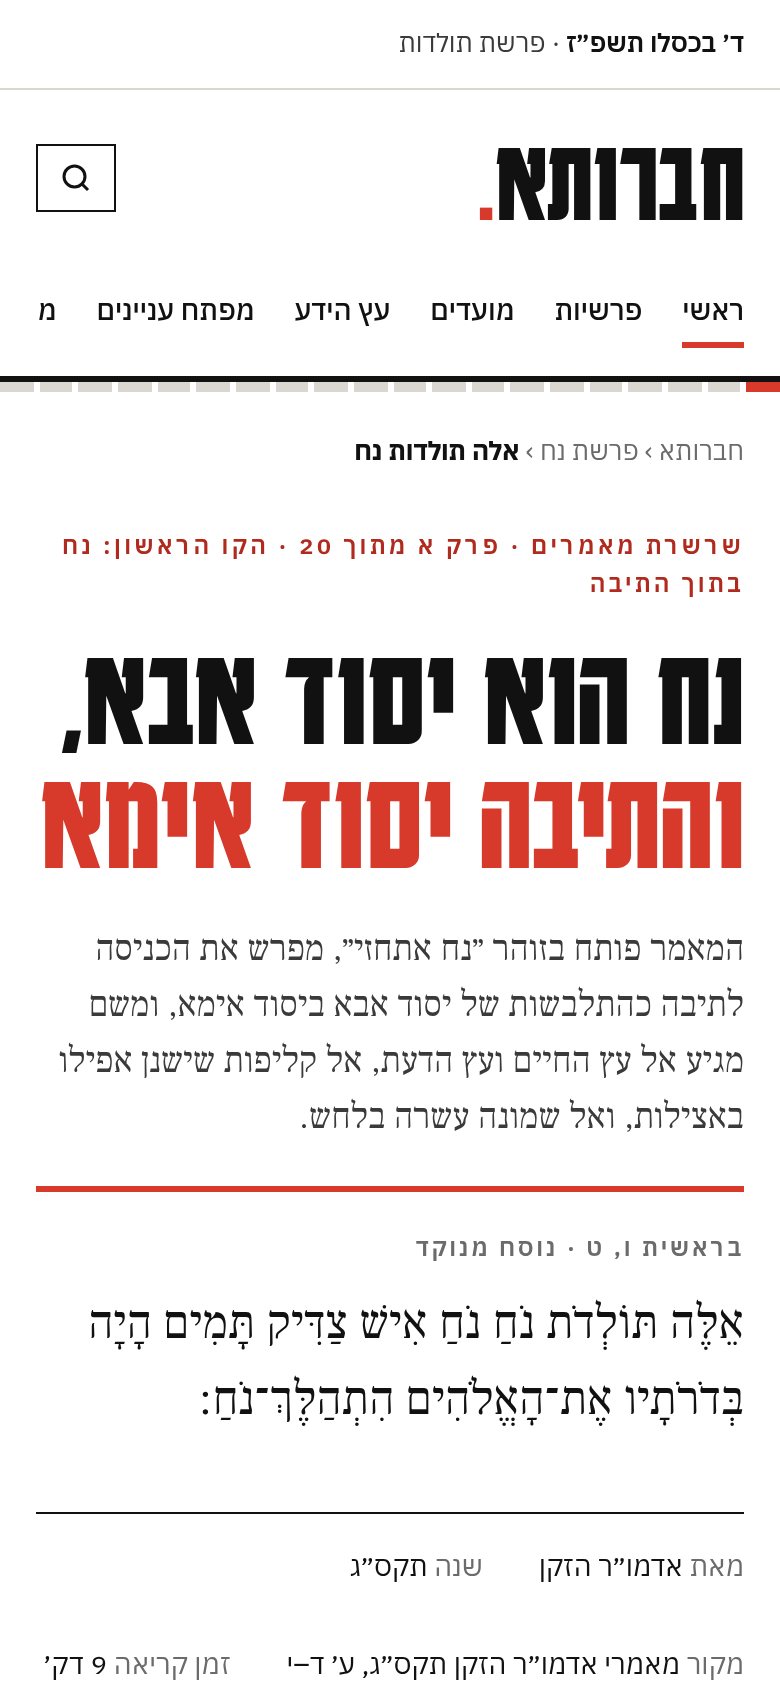 ד׳ בכסלו תשפ״ז · פרשת תולדות
חברותא.
ראשי פרשיות מועדים עץ הידע מפתח עניינים מ
חברותא › פרשת נח › אלה תולדות נח
שרשרת מאמרים · פרק א מתוך 20 · הקו הראשון: נח
בתוך התיבה
נח הוא יסוד אבא,
והתיבה יסוד אימא
המאמר פותח בזוהר ״נח אתחזי״, מפרש את הכניסה
לתיבה כהתלבשות של יסוד אבא ביסוד אימא, ומשם
מגיע אל עץ החיים ועץ הדעת, אל קליפות שישנן אפילו
באצילות, ואל שמונה עשרה בלחש.
בראשית ו, ט · נוסח מנוקד
אֵלֶּה תּוֹלְדֹת נֹחַ נֹחַ אִישׁ צַדִּיק תָּמִים הָיָה
בְּדֹרֹתָיו אֶת־הָאֱלֹהִים הִתְהַלֶּךְ־נֹחַ:
מאת אדמו״ר הזקן שנה תקס״ג
מקור מאמרי אדמו״ר הזקן תקס״ג, ע׳ ד–י זמן קריאה 9 דק׳